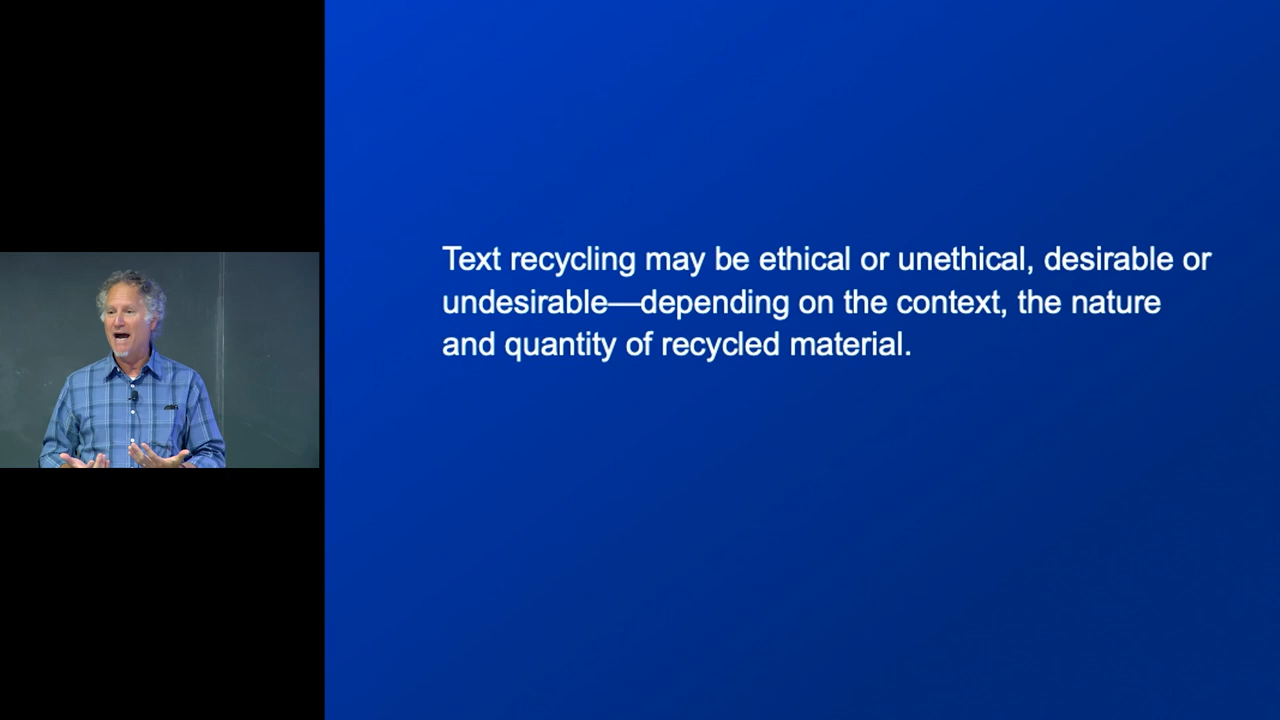 Text recycling may be ethical or unethical, desirable or
undesirable—depending on the context, the nature
and quantity of recycled material.